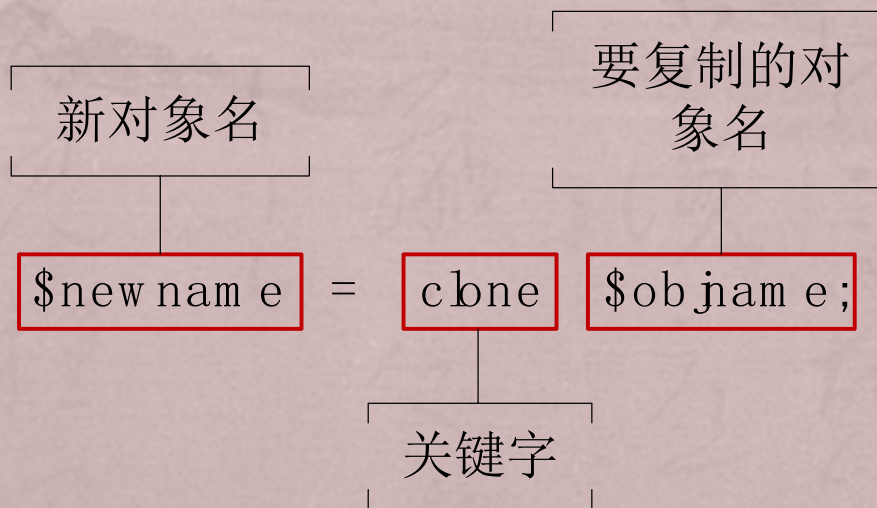 要复制的对
象名
新对象名
$newname = clone $objname;
关键字